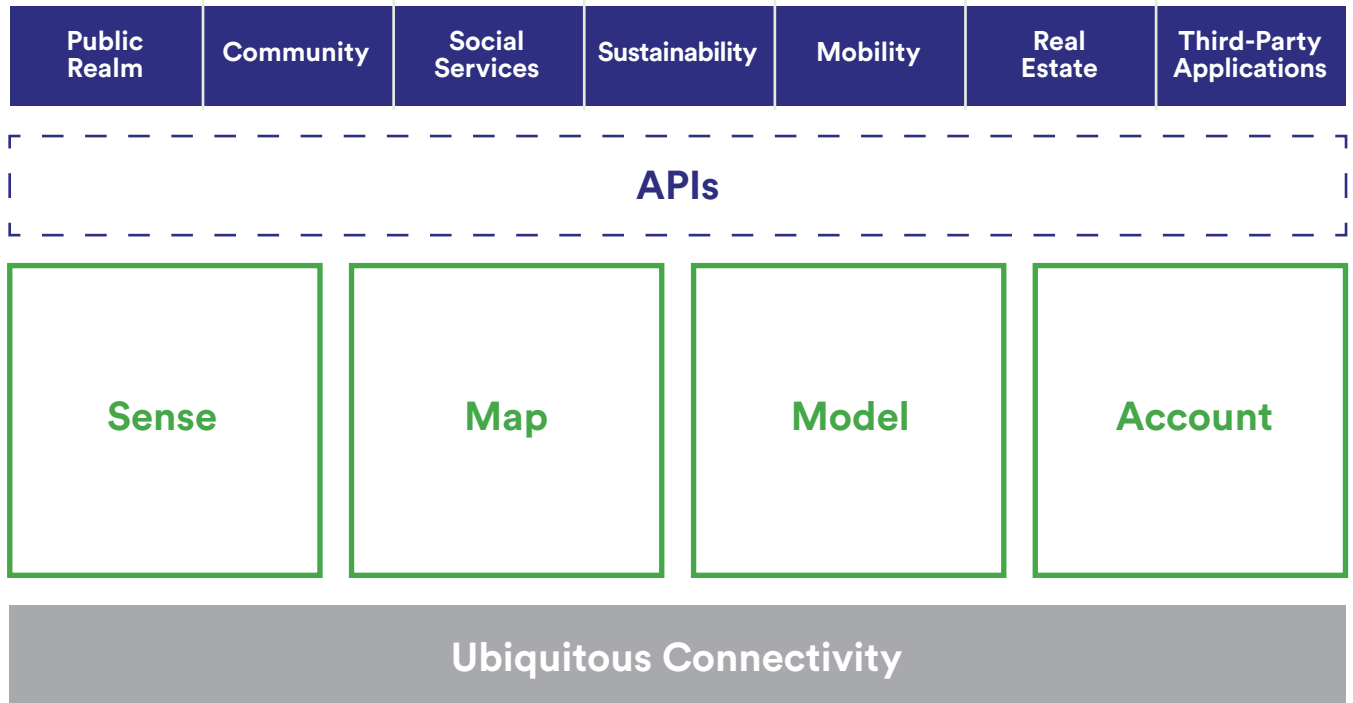 Public
Realm
Community
Social
Services
Sustainability
Mobility
Real
Estate
Third-Party
Applications
APIs
Sense
Map
Model
Account
Ubiquitous Connectivity